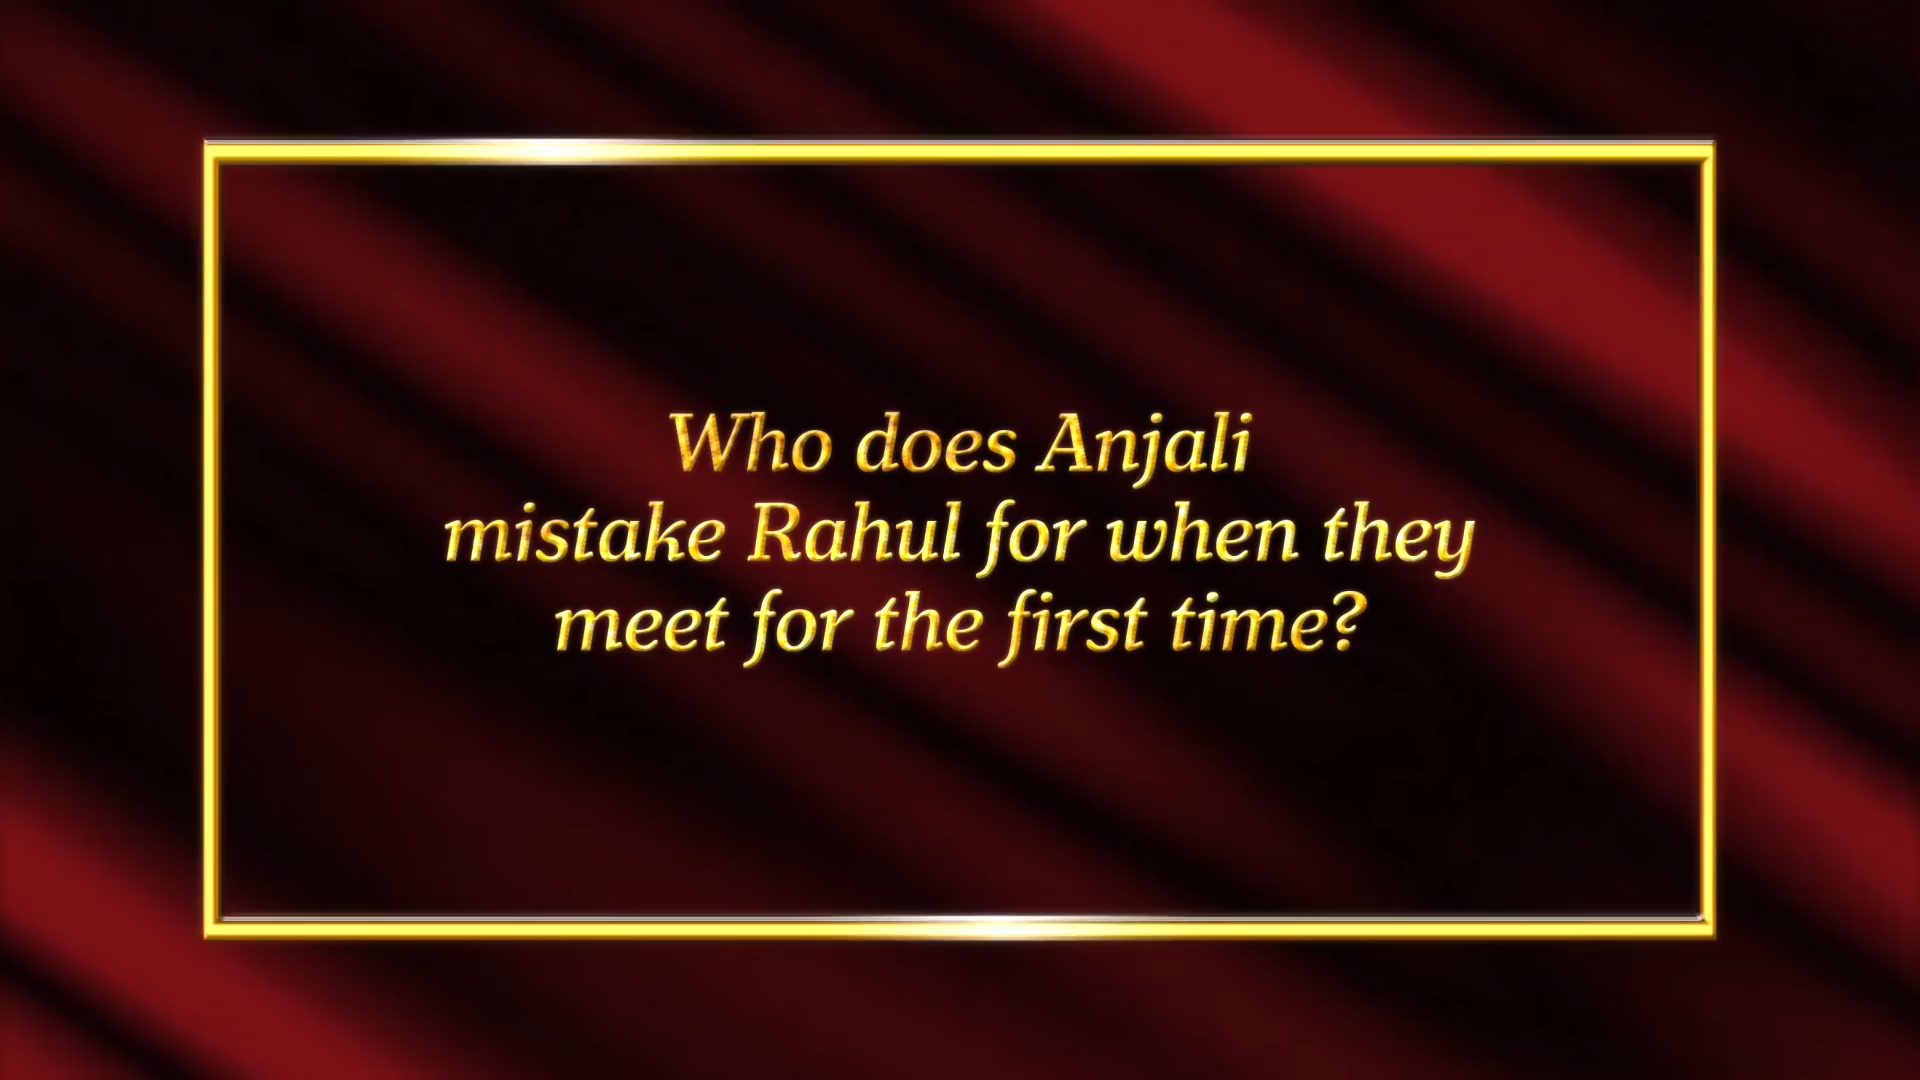 Who does Anjali
mistake Rahul for when they
meet for the first time?